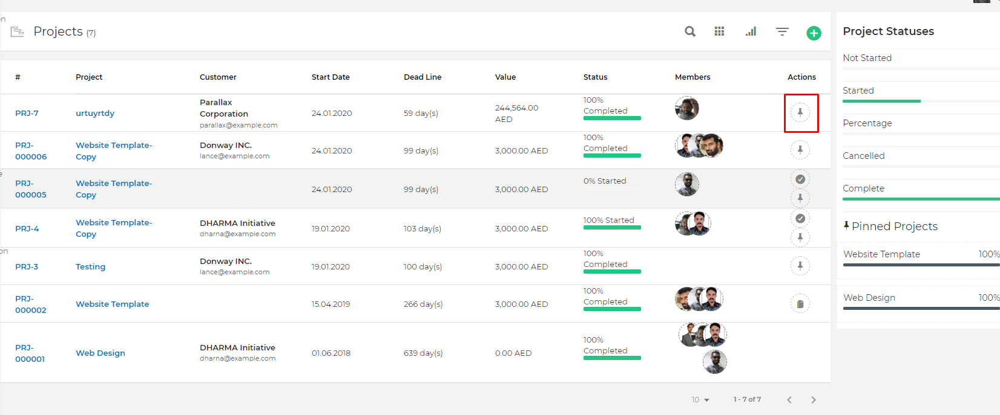 on
Projects (7)
# Project Customer Start Date Dead Line Value Status Members Actions
PRJ-7 urtuyrtdy Parallax Corporation parallax@example.com 24.01.2020 59 day(s) 244,564.00 AED 100% Completed
PRJ-000006 Website Template-Copy Donway INC. lance@example.com 24.01.2020 99 day(s) 3,000.00 AED 100% Completed
e
PRJ-000005 Website Template-Copy 24.01.2020 99 day(s) 3,000.00 AED 0% Started
PRJ-4 Website Template-Copy DHARMA Initiative dharna@example.com 19.01.2020 103 day(s) 3,000.00 AED 100% Started
on
PRJ-3 Testing Donway INC. lance@example.com 19.01.2020 100 day(s) 3,000.00 AED 100% Completed
PRJ-000002 Website Template 15.04.2019 266 day(s) 3,000.00 AED 100% Completed
PRJ-000001 Web Design DHARMA Initiative dharna@example.com 01.06.2018 639 day(s) 0.00 AED 100% Completed
10 1 - 7 of 7
Project Statuses
Not Started
Started
Percentage
Cancelled
Complete
Pinned Projects
Website Template 100%
Web Design 100%